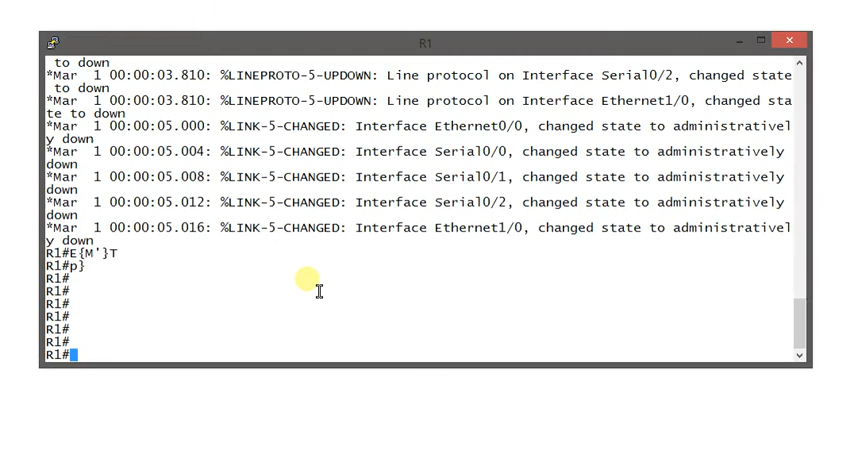 R1
to down
*Mar  1 00:00:03.810: %LINEPROTO-5-UPDOWN: Line protocol on Interface Serial0/2, changed state
to down
*Mar  1 00:00:03.810: %LINEPROTO-5-UPDOWN: Line protocol on Interface Ethernet1/0, changed sta
te to down
*Mar  1 00:00:05.000: %LINK-5-CHANGED: Interface Ethernet0/0, changed state to administrativel
y down
*Mar  1 00:00:05.004: %LINK-5-CHANGED: Interface Serial0/0, changed state to administratively
down
*Mar  1 00:00:05.008: %LINK-5-CHANGED: Interface Serial0/1, changed state to administratively
down
*Mar  1 00:00:05.012: %LINK-5-CHANGED: Interface Serial0/2, changed state to administratively
down
*Mar  1 00:00:05.016: %LINK-5-CHANGED: Interface Ethernet1/0, changed state to administrativel
y down
R1#E{M'}T
R1#p}
R1#
R1#
R1#
R1#
R1#
R1#
R1#